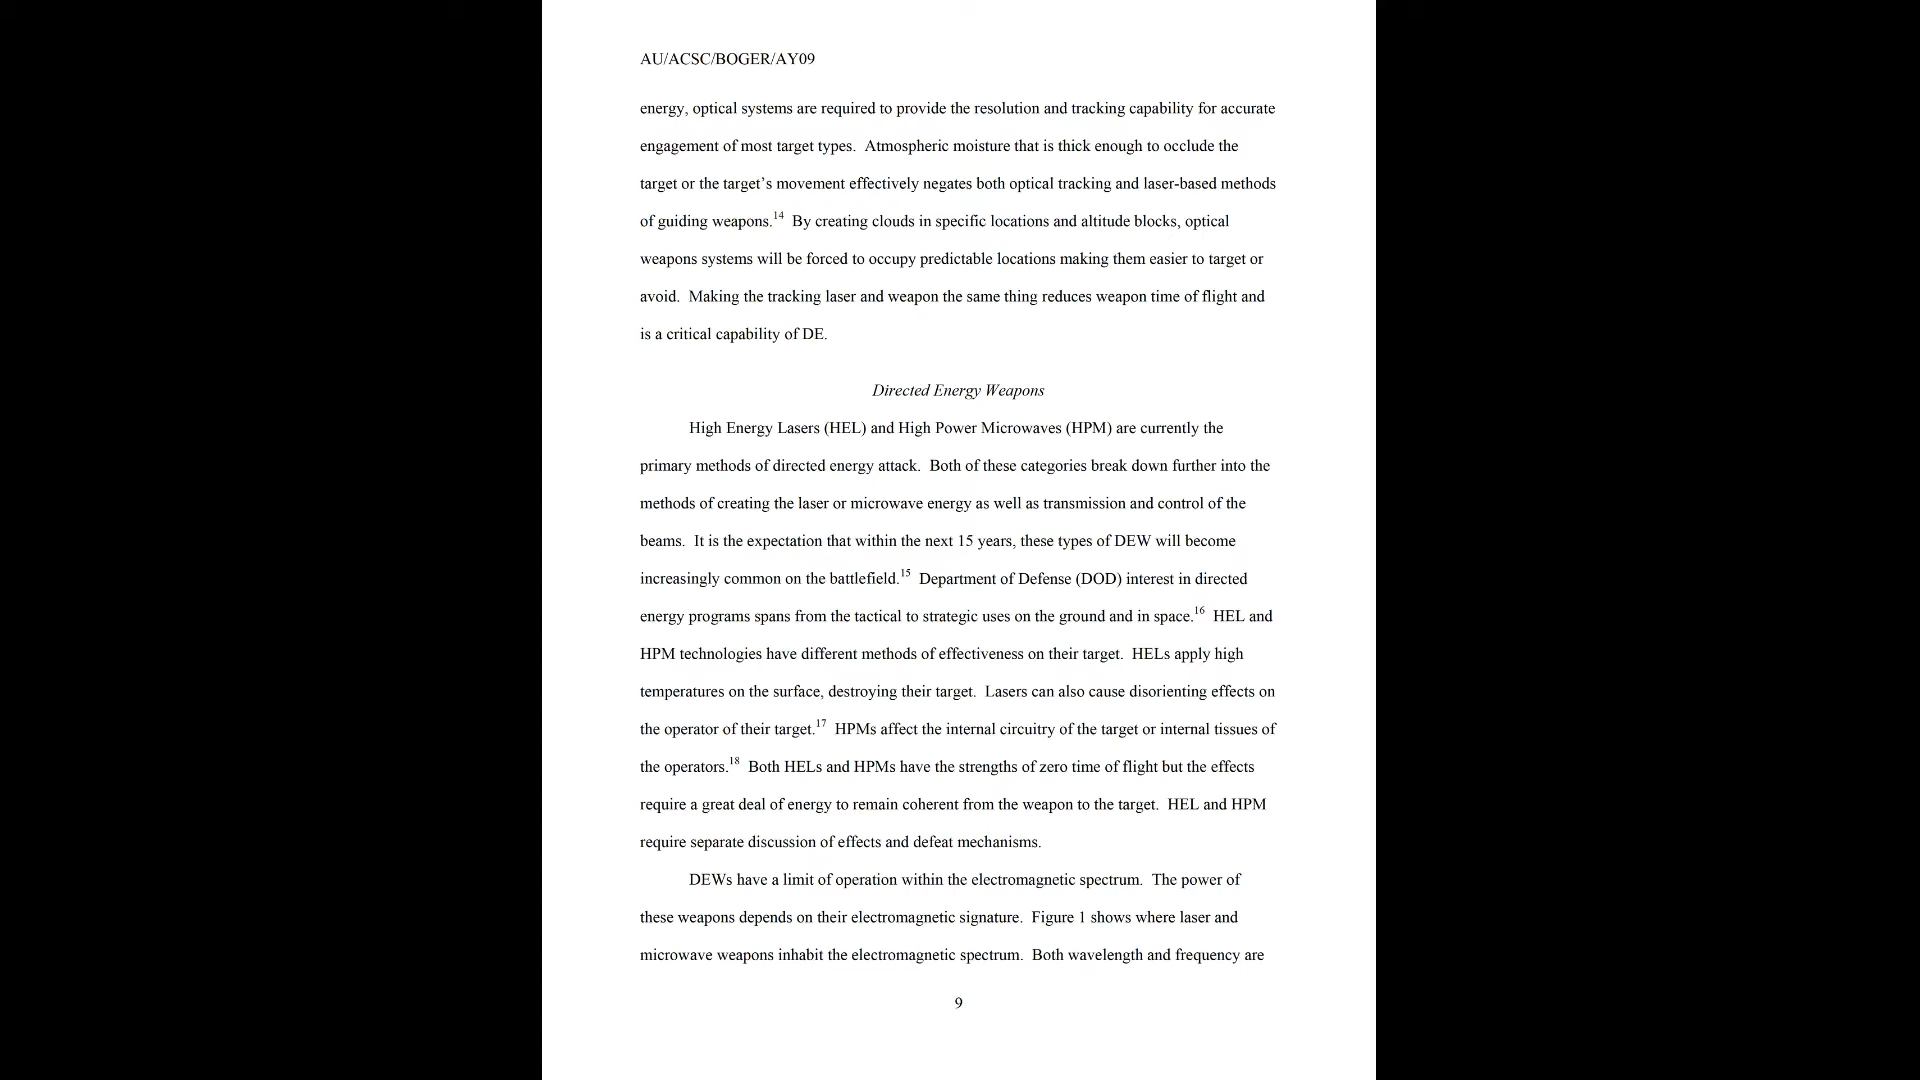 AU/ACSC/BOGER/AY09
energy, optical systems are required to provide the resolution and tracking capability for accurate
engagement of most target types.  Atmospheric moisture that is thick enough to occlude the
target or the target’s movement effectively negates both optical tracking and laser-based methods
of guiding weapons.14  By creating clouds in specific locations and altitude blocks, optical
weapons systems will be forced to occupy predictable locations making them easier to target or
avoid.  Making the tracking laser and weapon the same thing reduces weapon time of flight and
is a critical capability of DE.
Directed Energy Weapons
High Energy Lasers (HEL) and High Power Microwaves (HPM) are currently the
primary methods of directed energy attack.  Both of these categories break down further into the
methods of creating the laser or microwave energy as well as transmission and control of the
beams.  It is the expectation that within the next 15 years, these types of DEW will become
increasingly common on the battlefield.15  Department of Defense (DOD) interest in directed
energy programs spans from the tactical to strategic uses on the ground and in space.16  HEL and
HPM technologies have different methods of effectiveness on their target.  HELs apply high
temperatures on the surface, destroying their target.  Lasers can also cause disorienting effects on
the operator of their target.17  HPMs affect the internal circuitry of the target or internal tissues of
the operators.18  Both HELs and HPMs have the strengths of zero time of flight but the effects
require a great deal of energy to remain coherent from the weapon to the target.  HEL and HPM
require separate discussion of effects and defeat mechanisms.
DEWs have a limit of operation within the electromagnetic spectrum.  The power of
these weapons depends on their electromagnetic signature.  Figure 1 shows where laser and
microwave weapons inhabit the electromagnetic spectrum.  Both wavelength and frequency are
9